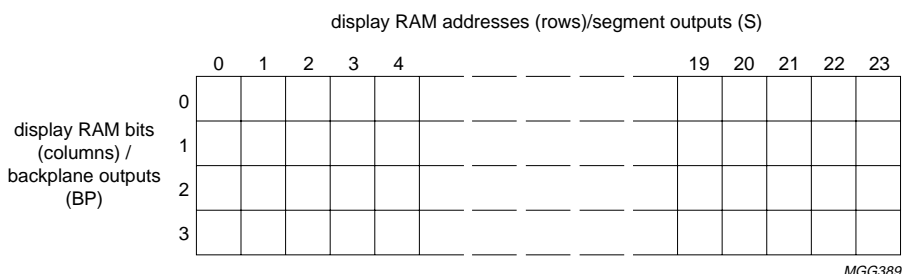 display RAM addresses (rows)/segment outputs (S)
0 1 2 3 4 19 20 21 22 23
0
display RAM bits
1
(columns) /
backplane outputs
2
(BP)
3
MGG389